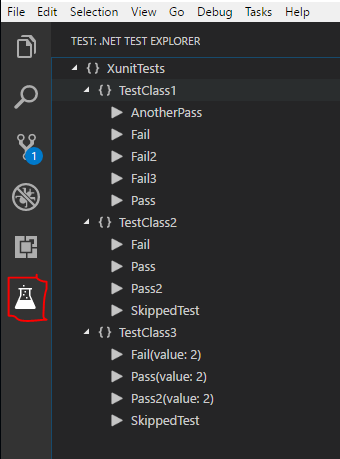 File Edit Selection View Go Debug Tasks Help
TEST: .NET TEST EXPLORER
{ } XunitTests
{ } TestClass1
AnotherPass
Fail
Fail2
Fail3
Pass
{ } TestClass2
Fail
Pass
Pass2
SkippedTest
{ } TestClass3
Fail(value: 2)
Pass(value: 2)
Pass2(value: 2)
SkippedTest
1